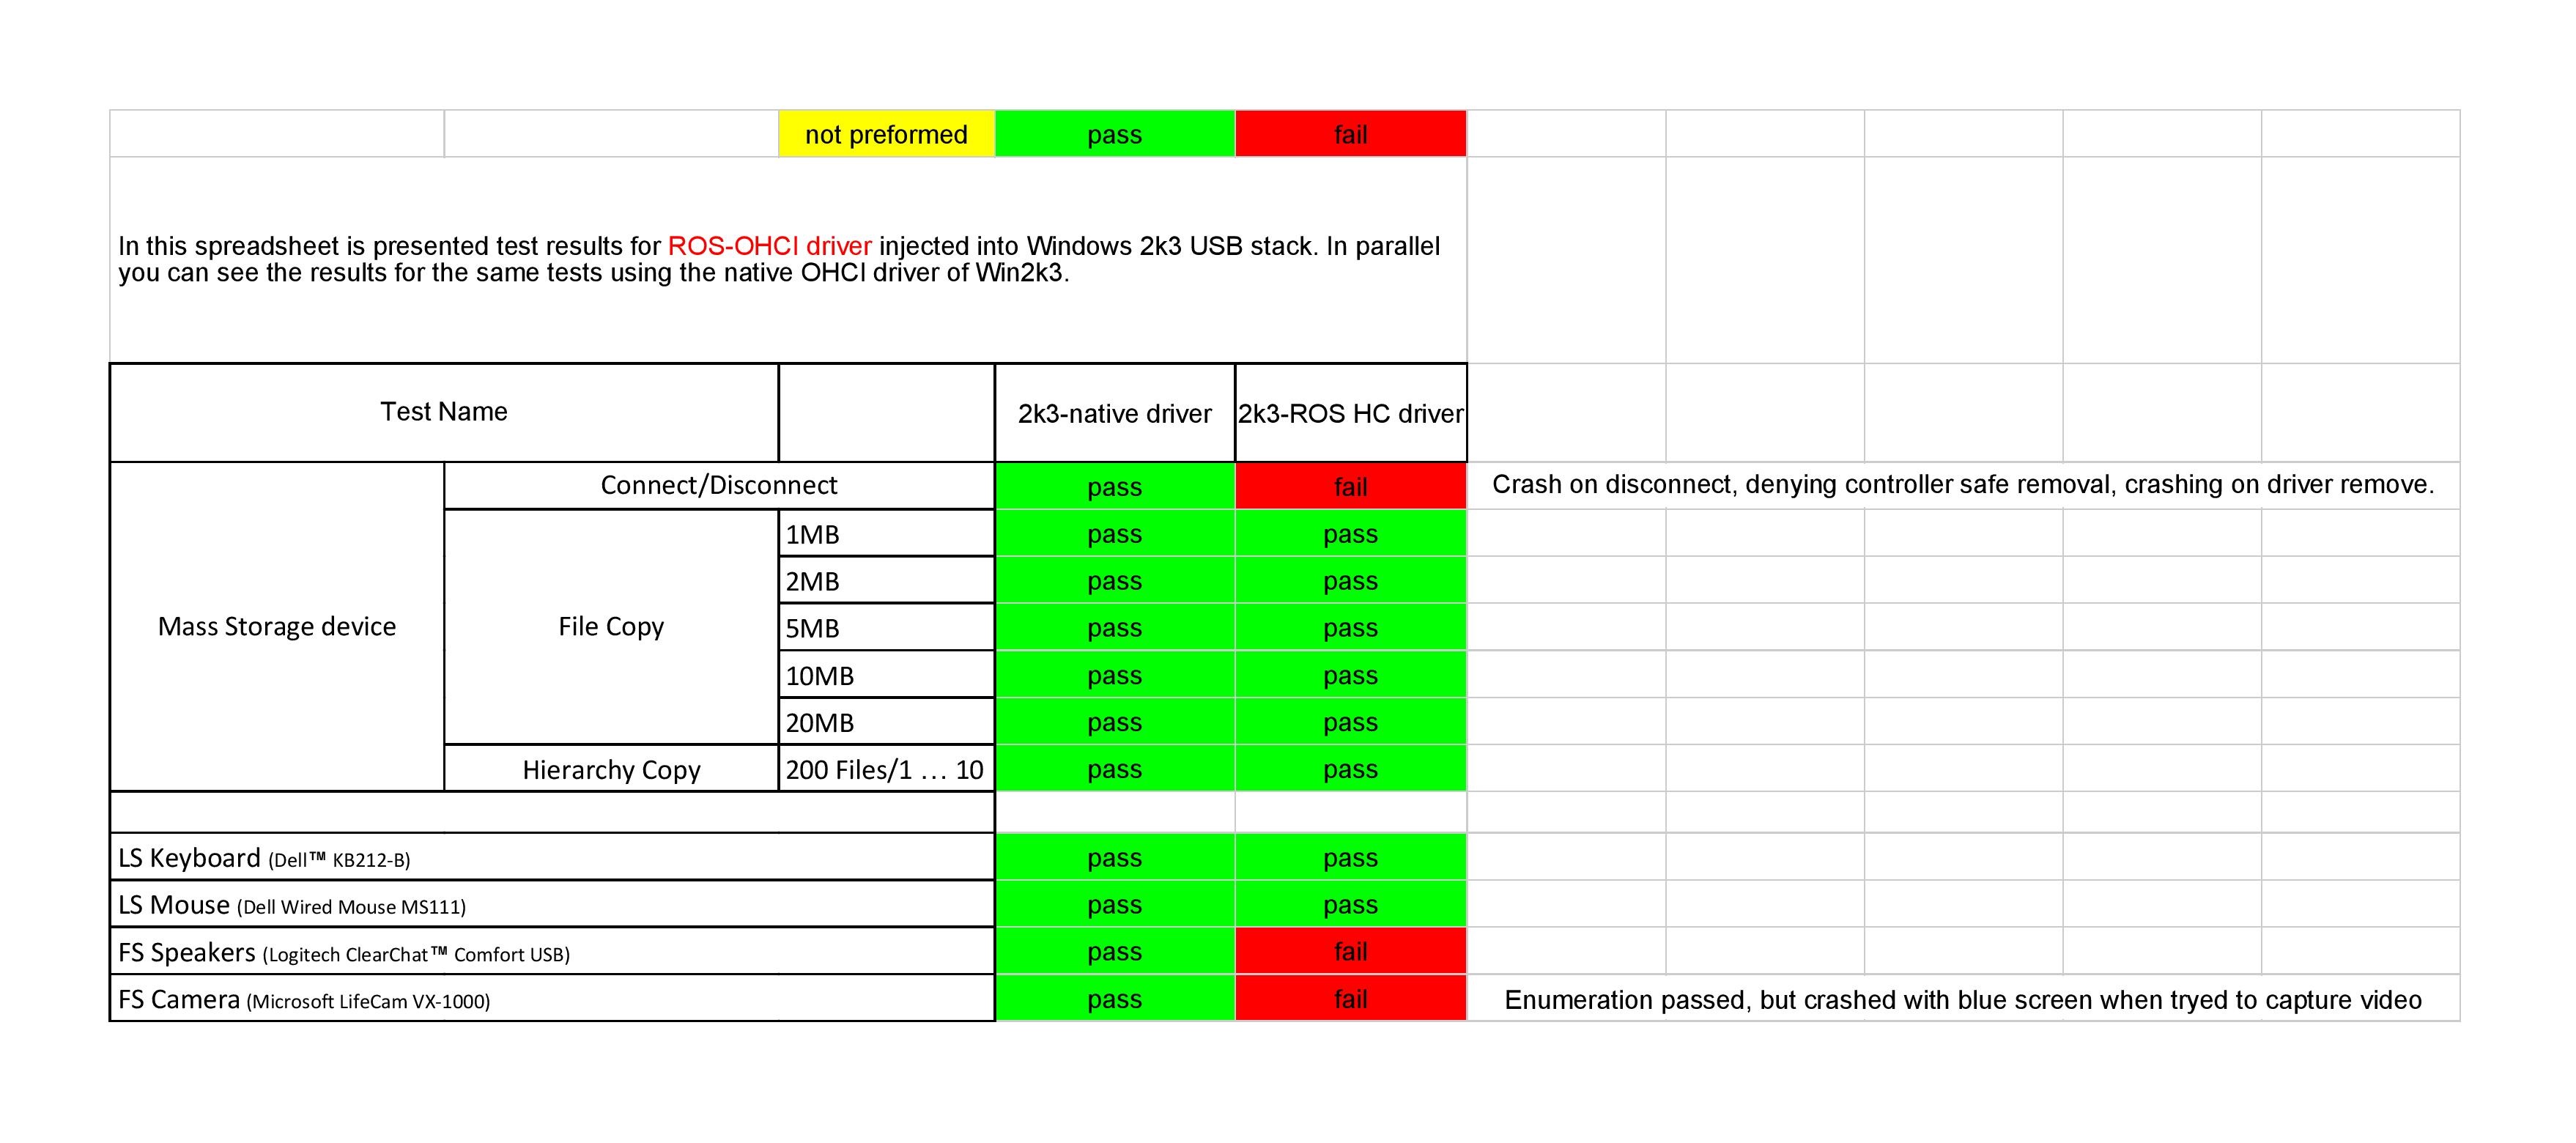 not preformed pass fail
In this spreadsheet is presented test results for ROS-OHCI driver injected into Windows 2k3 USB stack. In parallel
you can see the results for the same tests using the native OHCI driver of Win2k3.
Test Name 2k3-native driver 2k3-ROS HC driver
Connect/Disconnect pass fail Crash on disconnect, denying controller safe removal, crashing on driver remove.
1MB pass pass
2MB pass pass
Mass Storage device File Copy 5MB pass pass
10MB pass pass
20MB pass pass
Hierarchy Copy 200 Files/1 … 10 pass pass
LS Keyboard (Dell™ KB212-B) pass pass
LS Mouse (Dell Wired Mouse MS111) pass pass
FS Speakers (Logitech ClearChat™ Comfort USB) pass fail
FS Camera (Microsoft LifeCam VX-1000) pass fail Enumeration passed, but crashed with blue screen when tryed to capture video